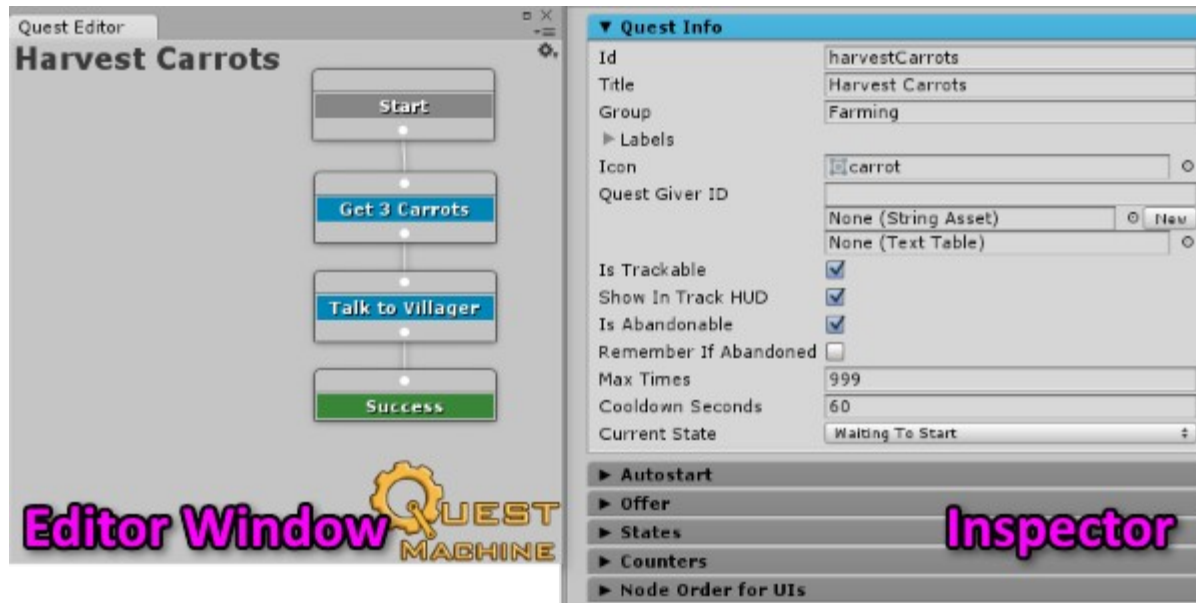 Quest Editor
Harvest Carrots
Start
Get 3 Carrots
Talk to Villager
Success
Editor Window
QUEST
MACHINE
Quest Info
Id harvestCarrots
Title Harvest Carrots
Group Farming
Labels
Icon carrot
Quest Giver ID
None (String Asset) New
None (Text Table)
Is Trackable
Show In Track HUD
Is Abandonable
Remember If Abandoned
Max Times 999
Cooldown Seconds 60
Current State Waiting To Start
Autostart
Offer
States
Counters
Node Order for UIs
Inspector